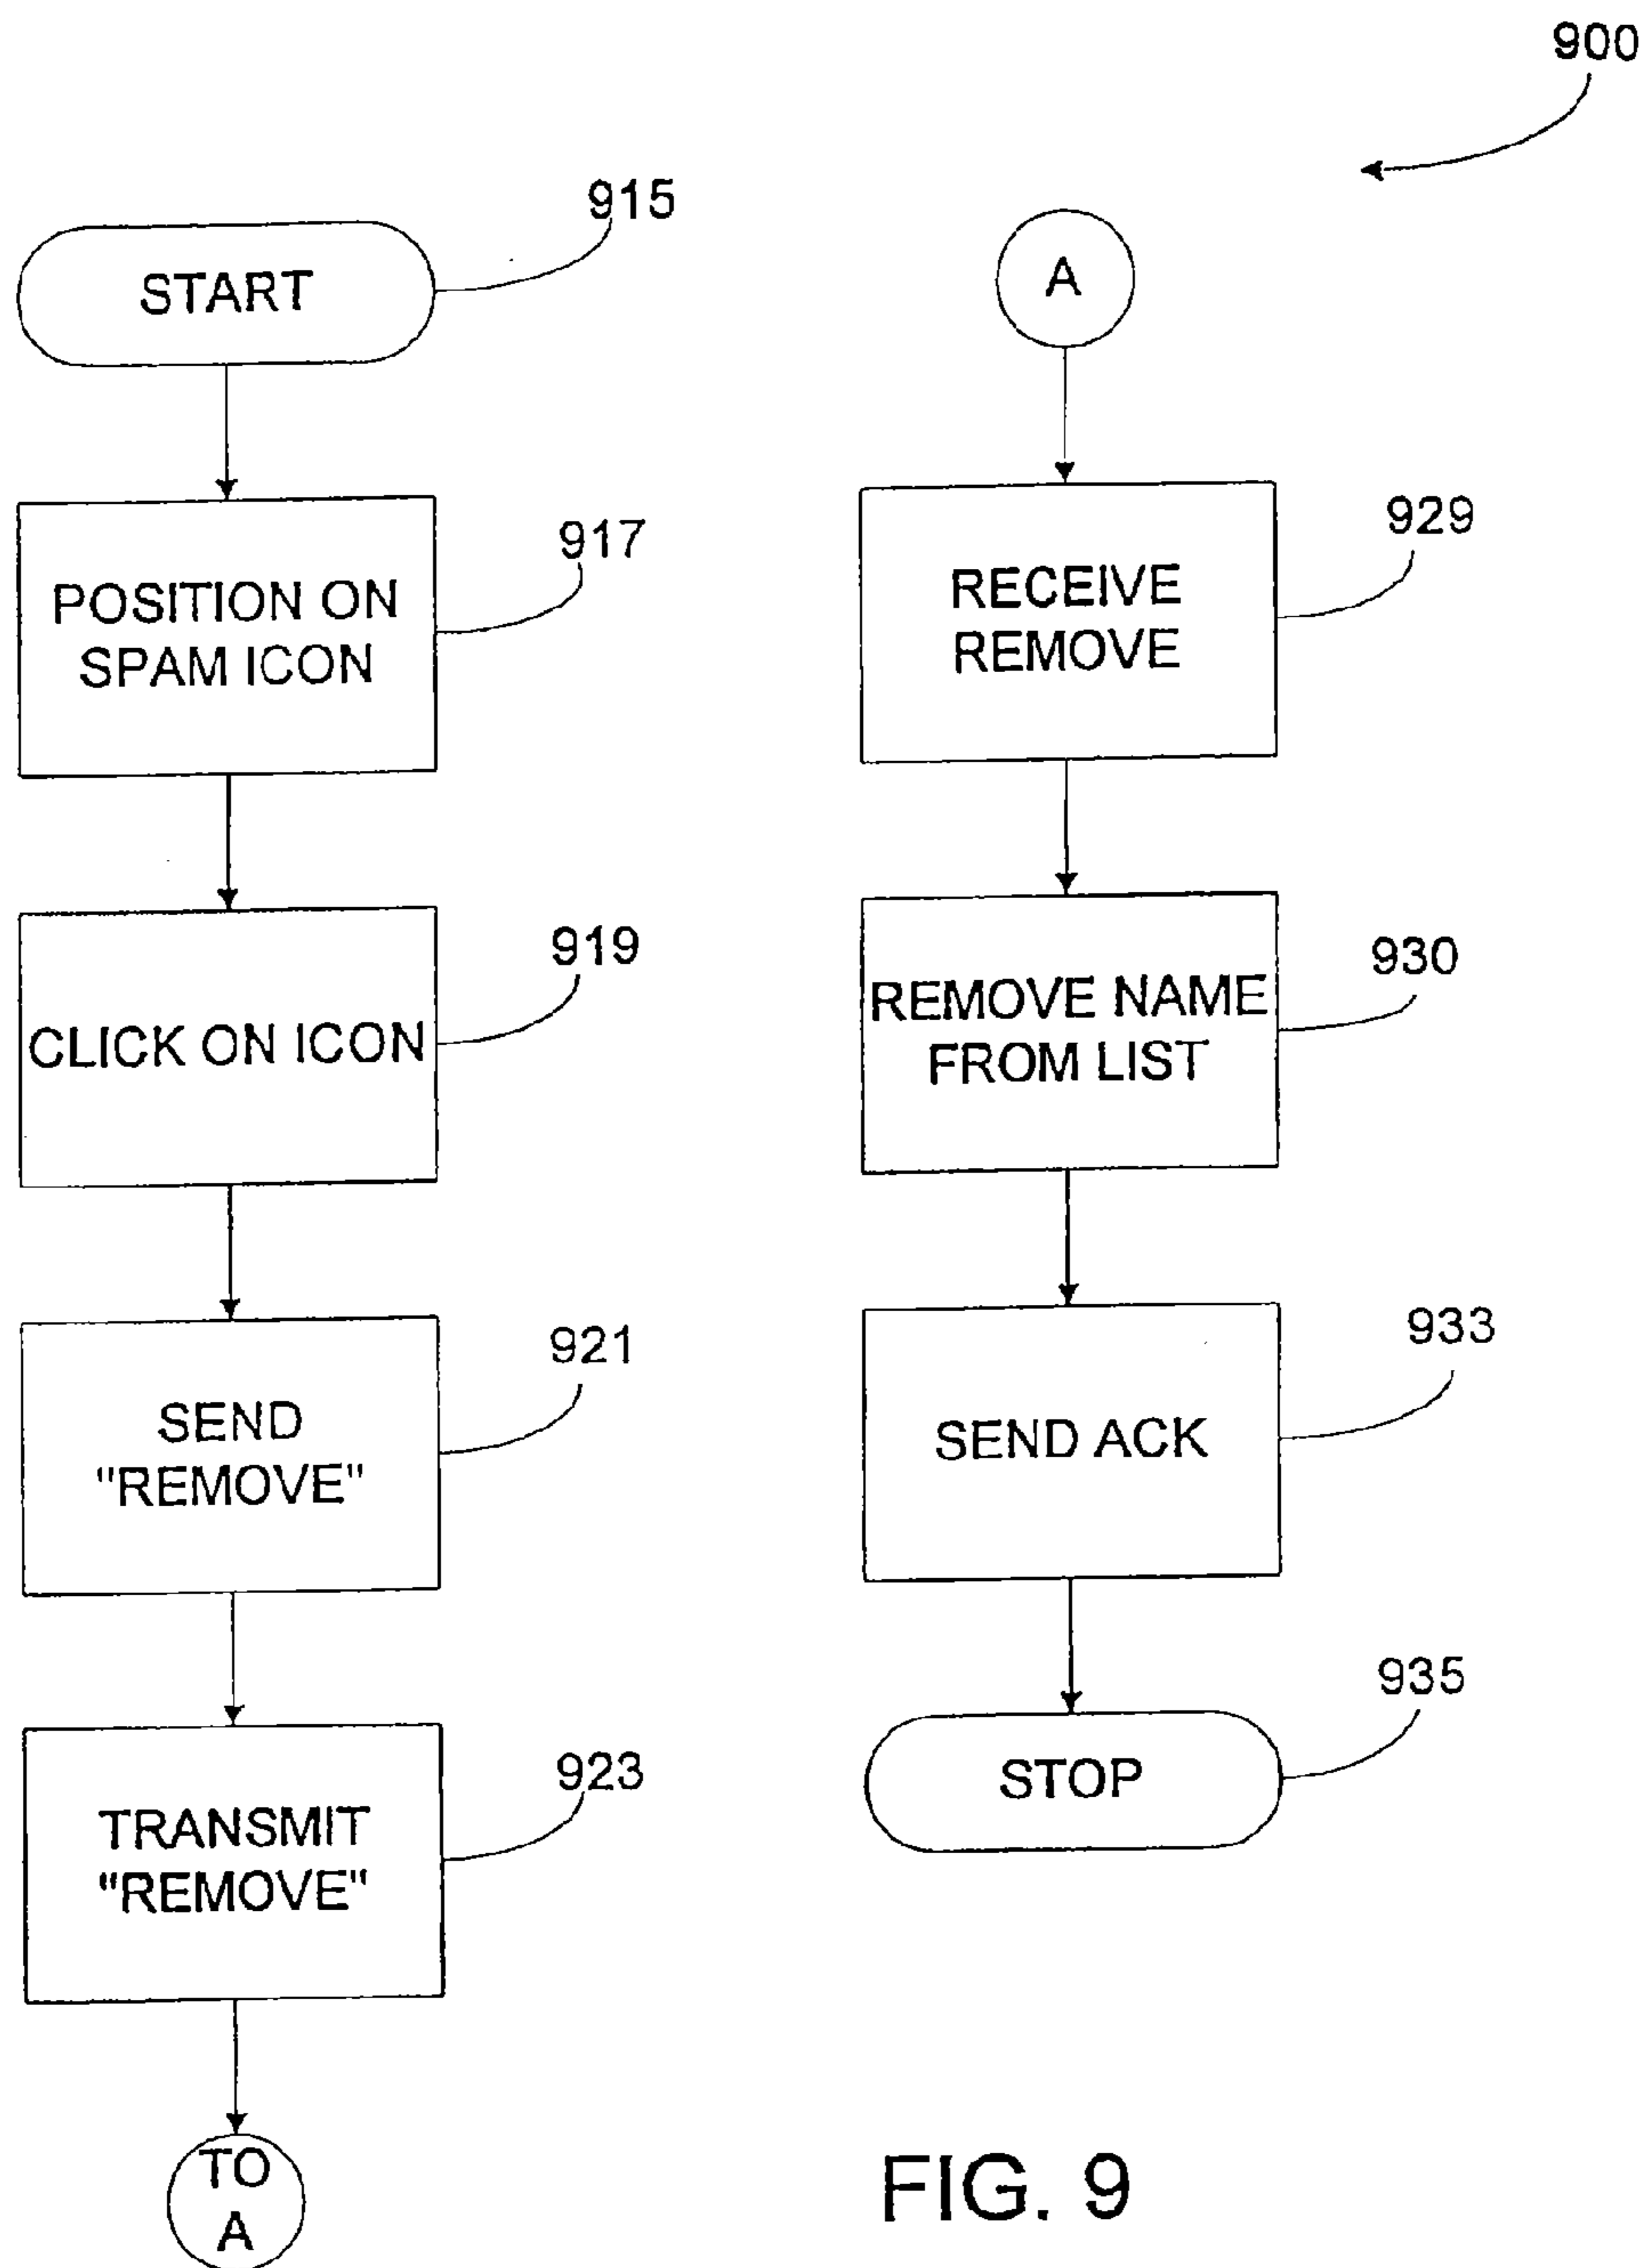 900
915
START
917
POSITION ON
SPAM ICON
919
CLICK ON ICON
921
SEND
"REMOVE"
923
TRANSMIT
"REMOVE"
TO
A
A
929
RECEIVE
REMOVE
930
REMOVE NAME
FROM LIST
933
SEND ACK
935
STOP
FIG. 9